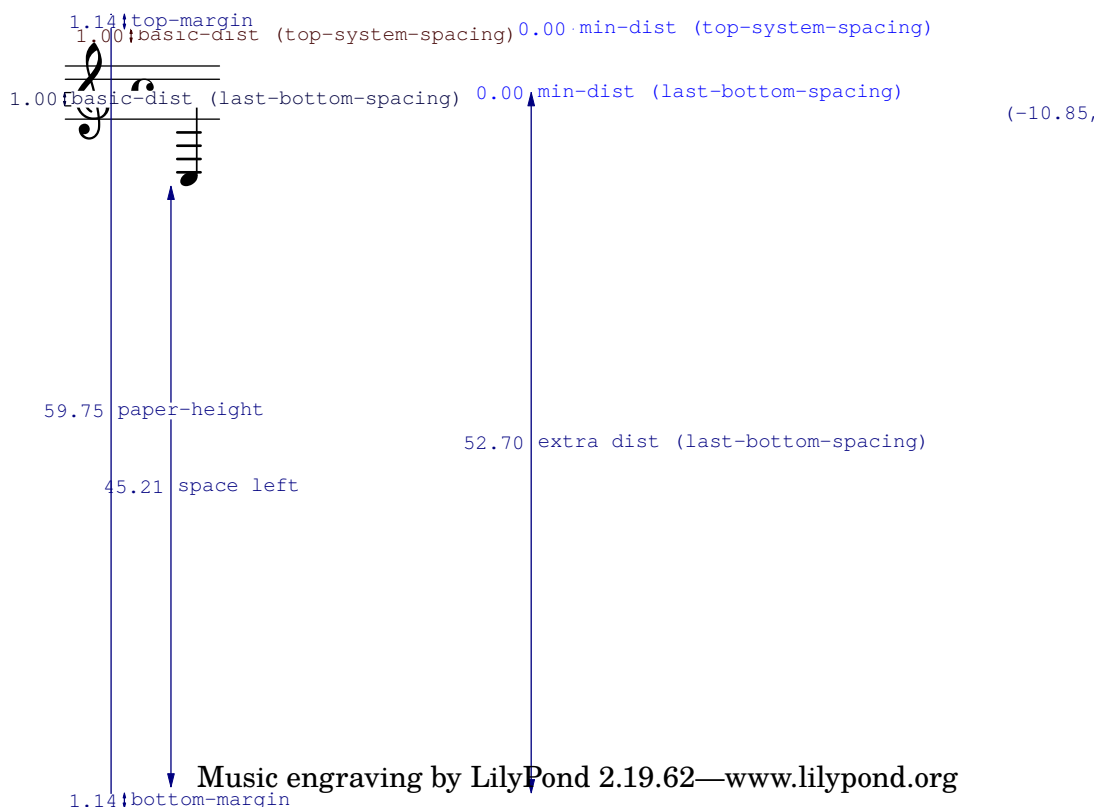 1.14 top-margin
1.00 basic-dist (top-system-spacing) 0.00 min-dist (top-system-spacing)
1.00 basic-dist (last-bottom-spacing) 0.00 min-dist (last-bottom-spacing)
(-10.85,
59.75 paper-height
52.70 extra dist (last-bottom-spacing)
45.21 space left
Music engraving by LilyPond 2.19.62—www.lilypond.org
1.14 bottom-margin